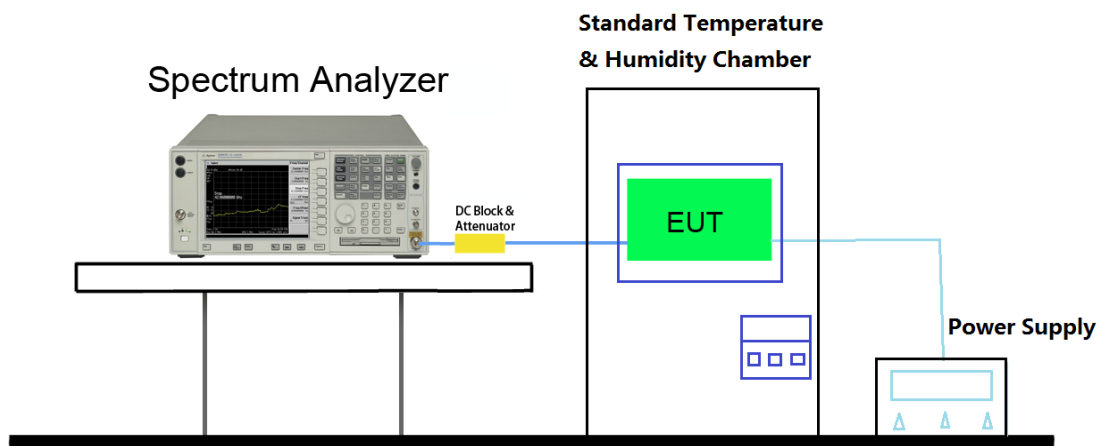 Standard Temperature
& Humidity Chamber
Spectrum Analyzer
DC Block &
Attenuator
EUT
Power Supply